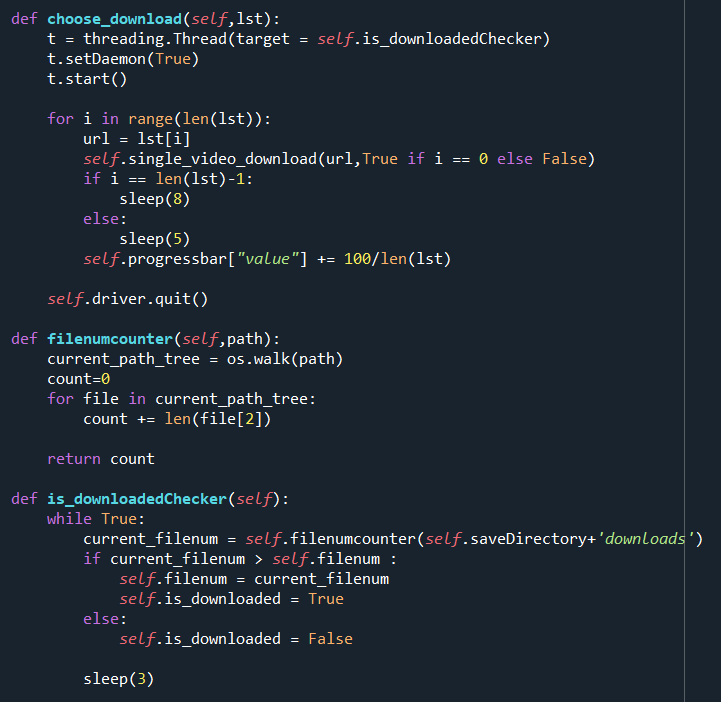 def choose_download(self,lst):
    t = threading.Thread(target = self.is_downloadedChecker)
    t.setDaemon(True)
    t.start()

    for i in range(len(lst)):
        url = lst[i]
        self.single_video_download(url,True if i == 0 else False)
        if i == len(lst)-1:
            sleep(8)
        else:
            sleep(5)
        self.progressbar["value"] += 100/len(lst)

    self.driver.quit()

def filenumcounter(self,path):
    current_path_tree = os.walk(path)
    count=0
    for file in current_path_tree:
        count += len(file[2])

    return count

def is_downloadedChecker(self):
    while True:
        current_filenum = self.filenumcounter(self.saveDirectory+'downloads')
        if current_filenum > self.filenum :
            self.filenum = current_filenum
            self.is_downloaded = True
        else:
            self.is_downloaded = False

        sleep(3)